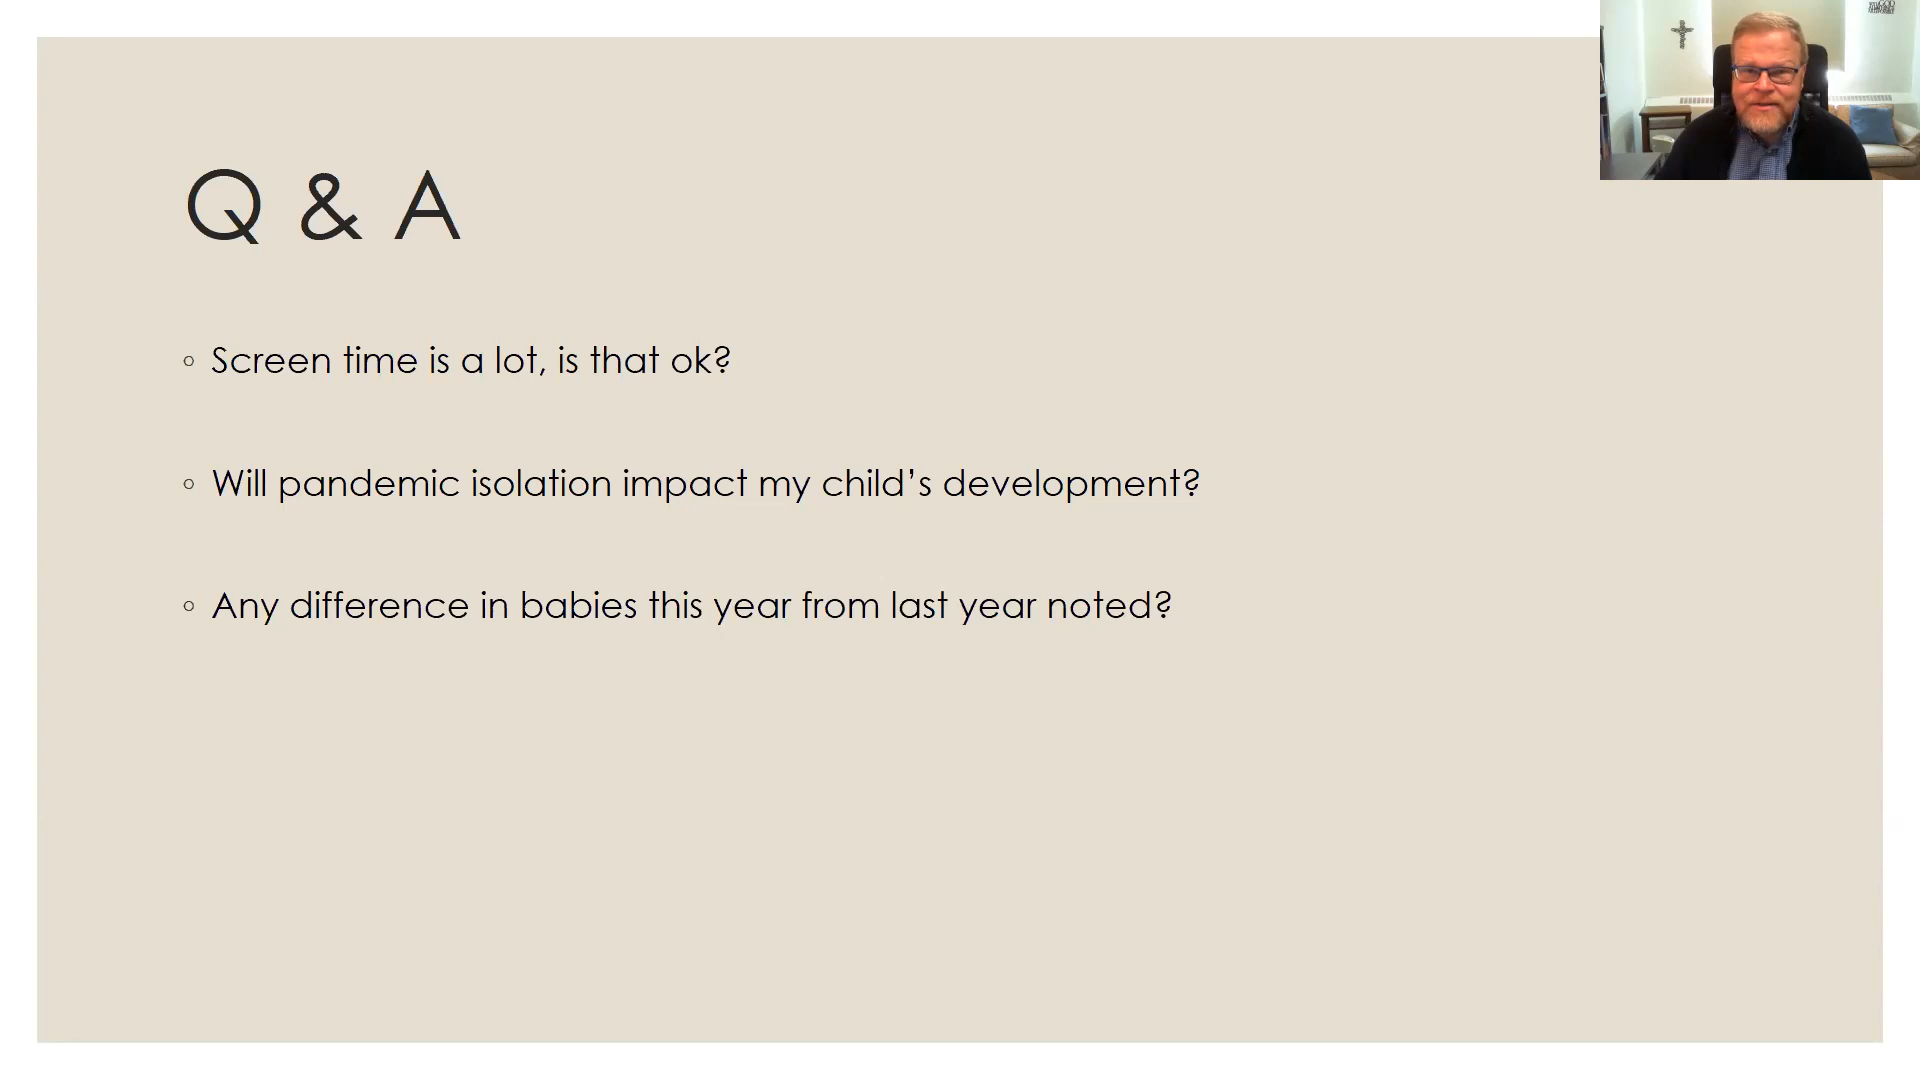 Q & A
◦ Screen time is a lot, is that ok?
◦ Will pandemic isolation impact my child’s development?
◦ Any difference in babies this year from last year noted?